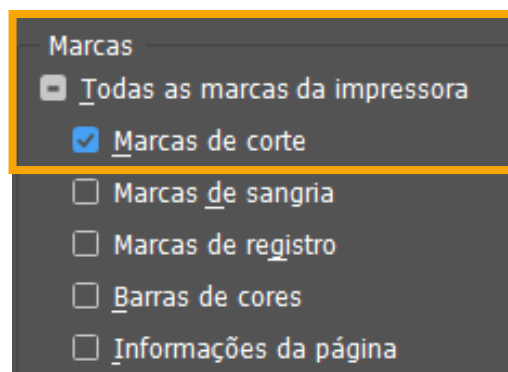 Marcas
Todas as marcas da impressora
Marcas de corte
Marcas de sangria
Marcas de registro
Barras de cores
Informações da página